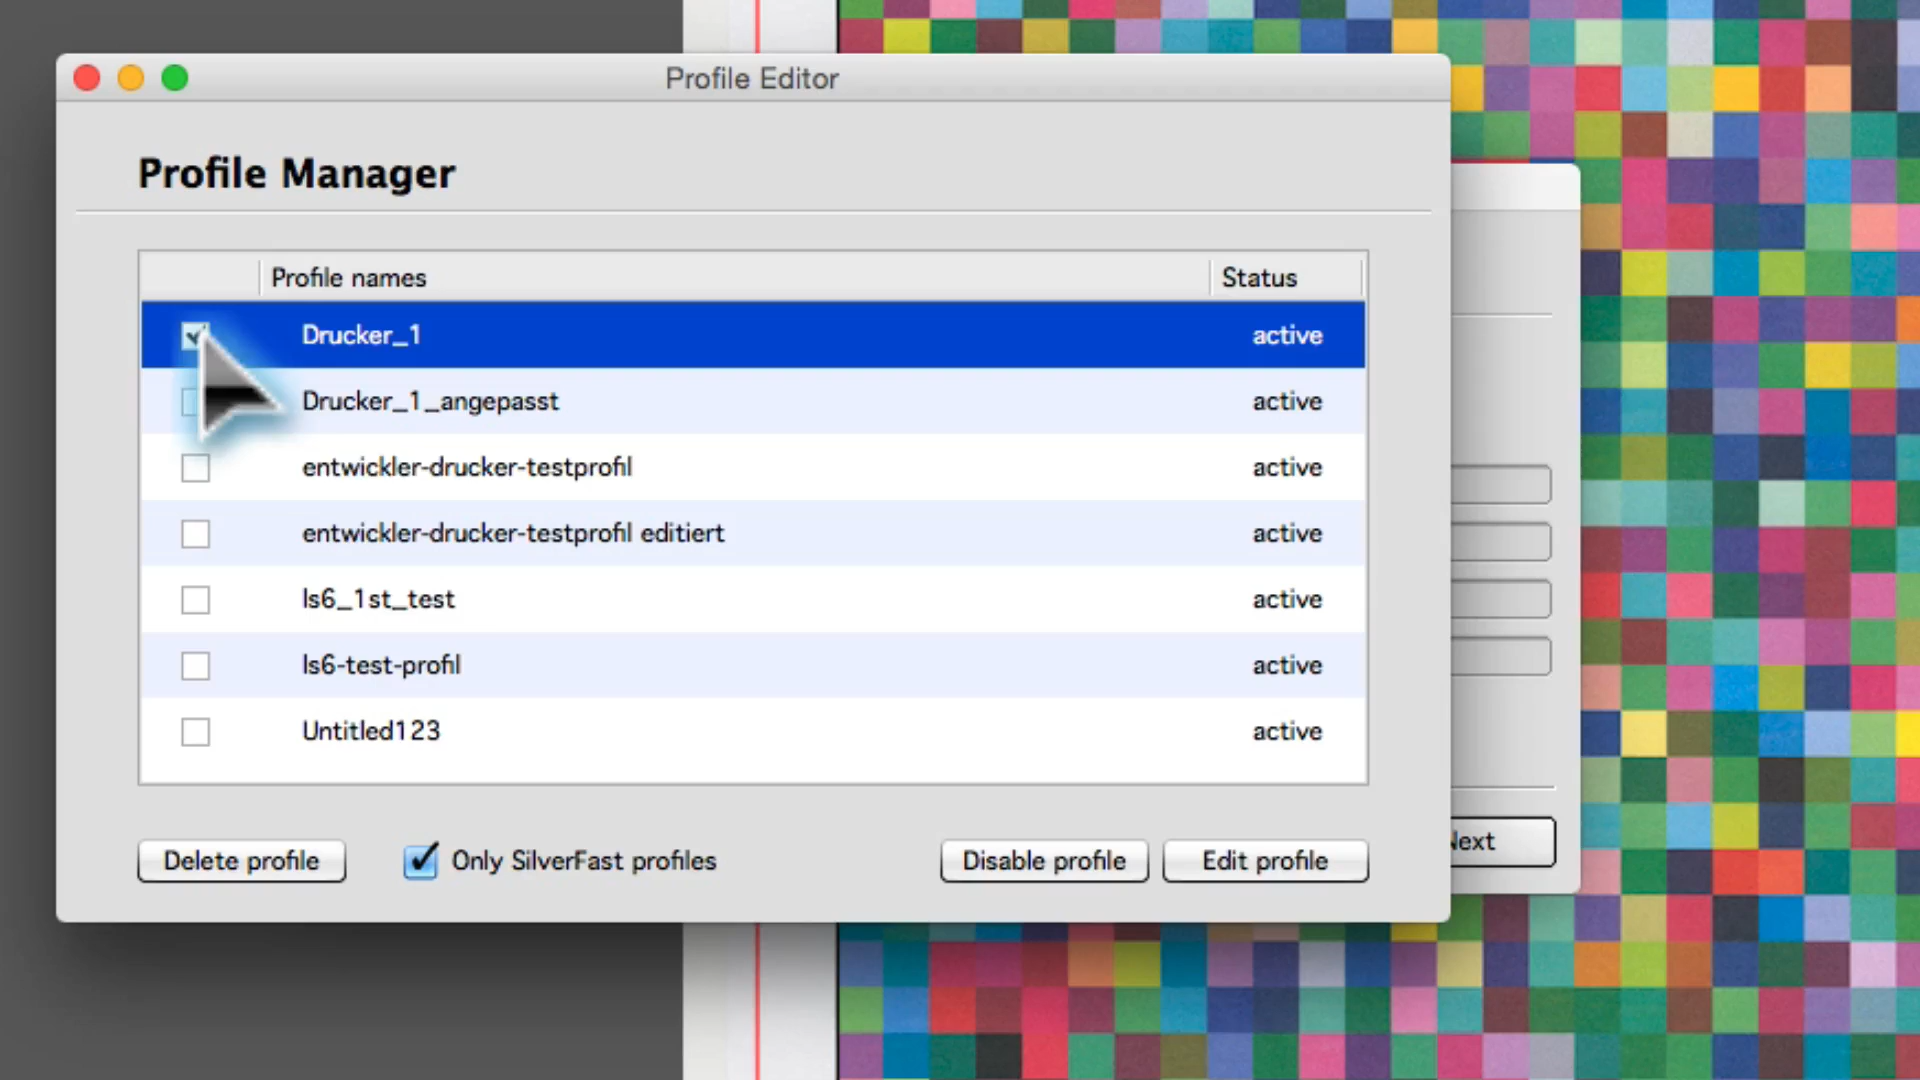 Profile Editor
Profile Manager
Profile names Status
Drucker_1 active
Drucker_1_angepasst active
entwickler-drucker-testprofil active
entwickler-drucker-testprofil editiert active
ls6_1st_test active
ls6-test-profil active
Untitled123 active
Delete profile Only SilverFast profiles Disable profile Edit profile
Next